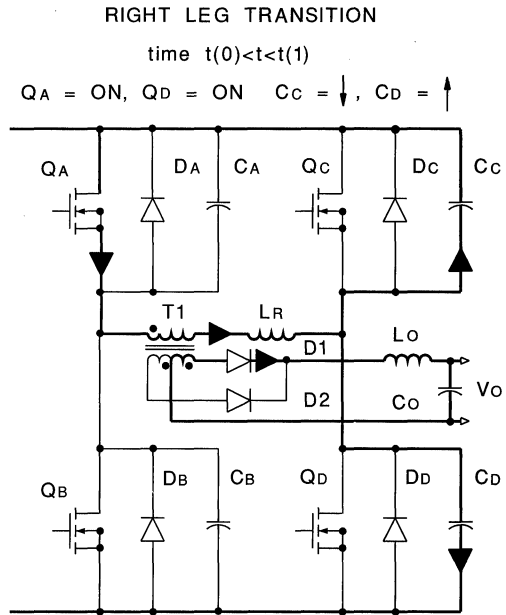 RIGHT LEG TRANSITION
time t(0)<t<t(1)
QA = ON, QD = ON CC = ↓, CD = ↑
QA DA CA QC DC CC
T1 LR
D1 LO
D2 CO VO
QB DB CB QD DD CD